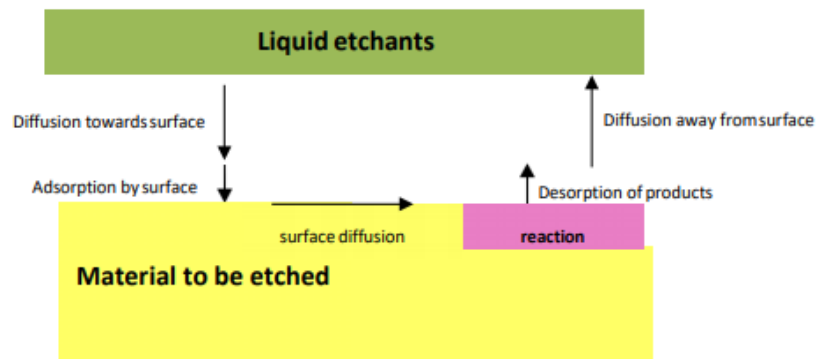 Liquid etchants
Diffusion towards surface
Diffusion away from surface
Adsorption by surface
Desorption of products
surface diffusion
reaction
Material to be etched